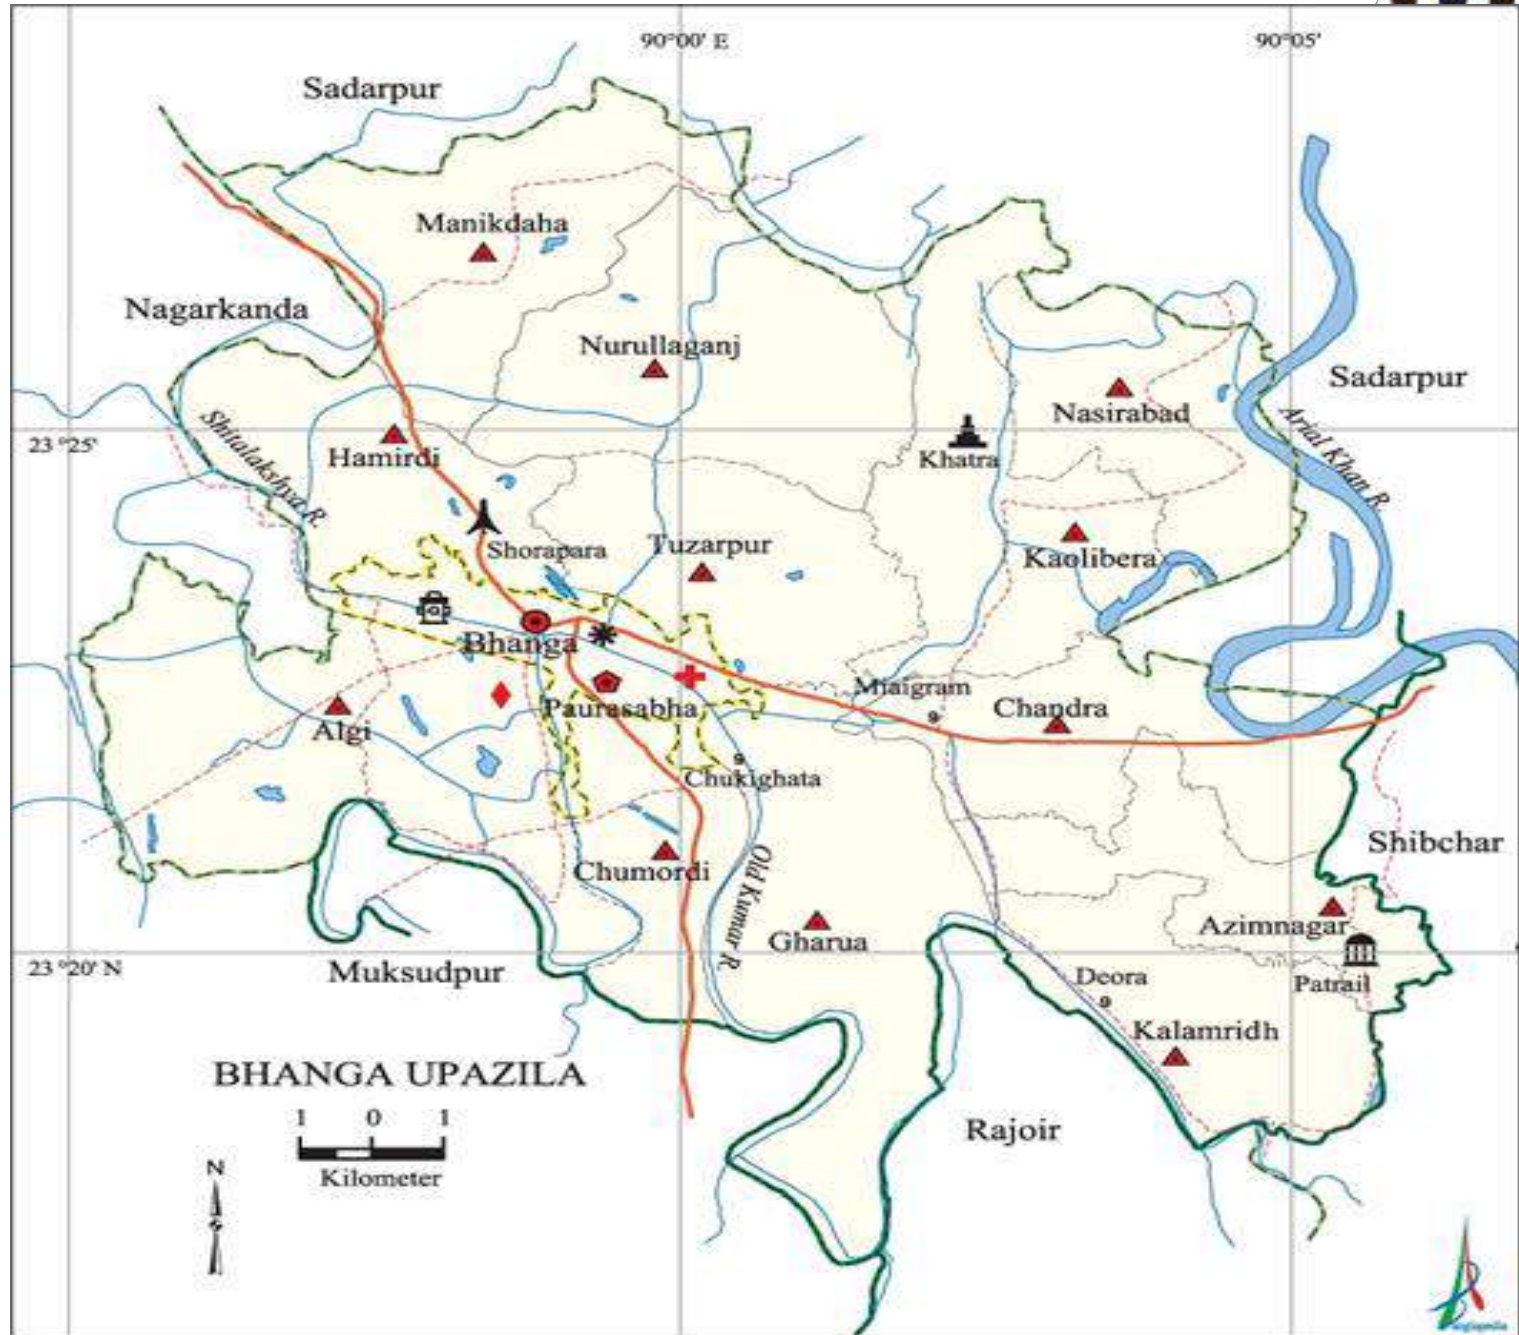 90°00' E
90°05'
Sadarpur
Manikdaha
Nagarkanda
Nurullaganj
Sadarpur
Nasirabad
Arial Khan R.
23°25'
Shitalakshya R.
Hamirdi
Khatra
Shorapara
Tuzarpur
Kaolibera
Bhanga
Miaigram
Paurasabha
Chandra
Algi
Chukighata
Shibchar
Chumordi
Old Kumar R.
Azimnagar
Gharua
23°20' N
Muksudpur
Deora
Patrail
Kalamridh
BHANGA UPAZILA
1 0 1
Kilometer
Rajoir
N